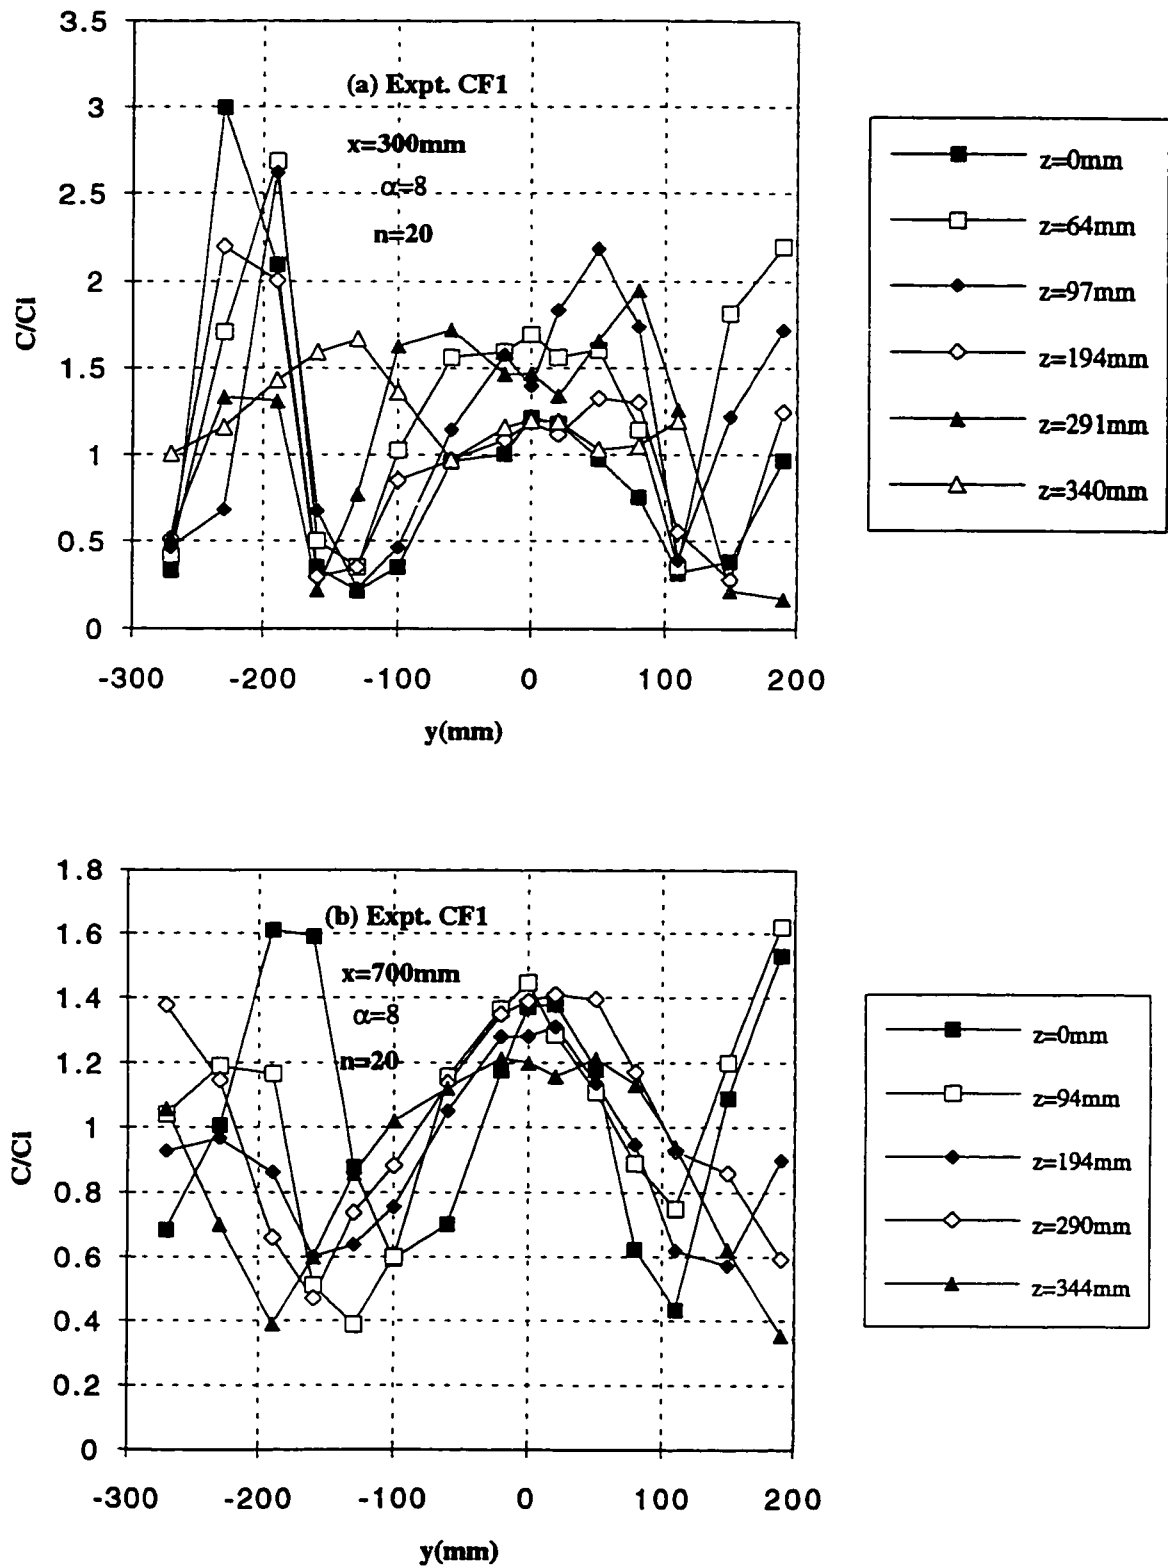 3.5
3
2.5
2
1.5
1
0.5
0
C/Ci
(a) Expt. CF1
x=300mm
α=8
n=20
-300 -200 -100 0 100 200
y(mm)
z=0mm
z=64mm
z=97mm
z=194mm
z=291mm
z=340mm
1.8
1.6
1.4
1.2
1
0.8
0.6
0.4
0.2
0
C/Ci
(b) Expt. CF1
x=700mm
α=8
n=20
-300 -200 -100 0 100 200
y(mm)
z=0mm
z=94mm
z=194mm
z=290mm
z=344mm